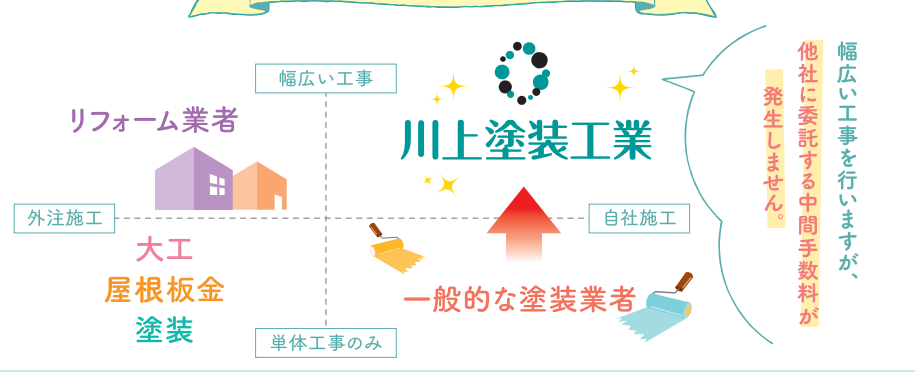 幅広い工事
リフォーム業者
川上塗装工業
外注施工
自社施工
大工
屋根板金
塗装
一般的な塗装業者
単体工事のみ
幅広い工事を行いますが、
他社に委託する中間手数料が
発生しません。